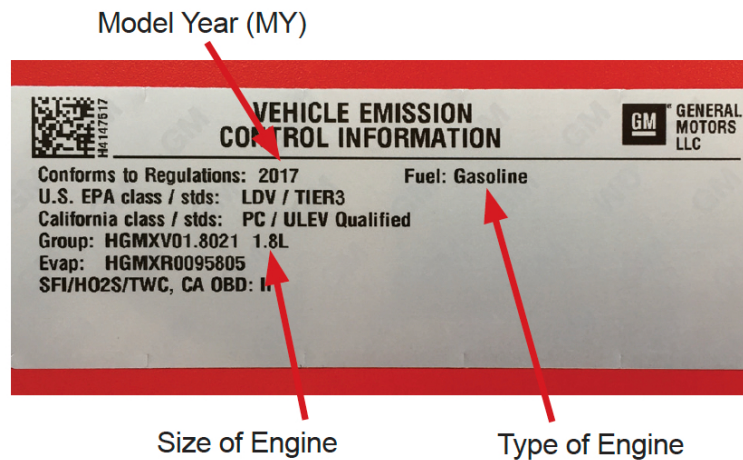 Model Year (MY)
H4147517
VEHICLE EMISSION
CONTROL INFORMATION
GM
GENERAL
MOTORS
LLC
Conforms to Regulations: 2017
Fuel: Gasoline
U.S. EPA class / stds: LDV / TIER3
California class / stds: PC / ULEV Qualified
Group: HGMXV01.8021 1.8L
Evap: HGMXR0095805
SFI/HO2S/TWC, CA OBD: II
Size of Engine
Type of Engine